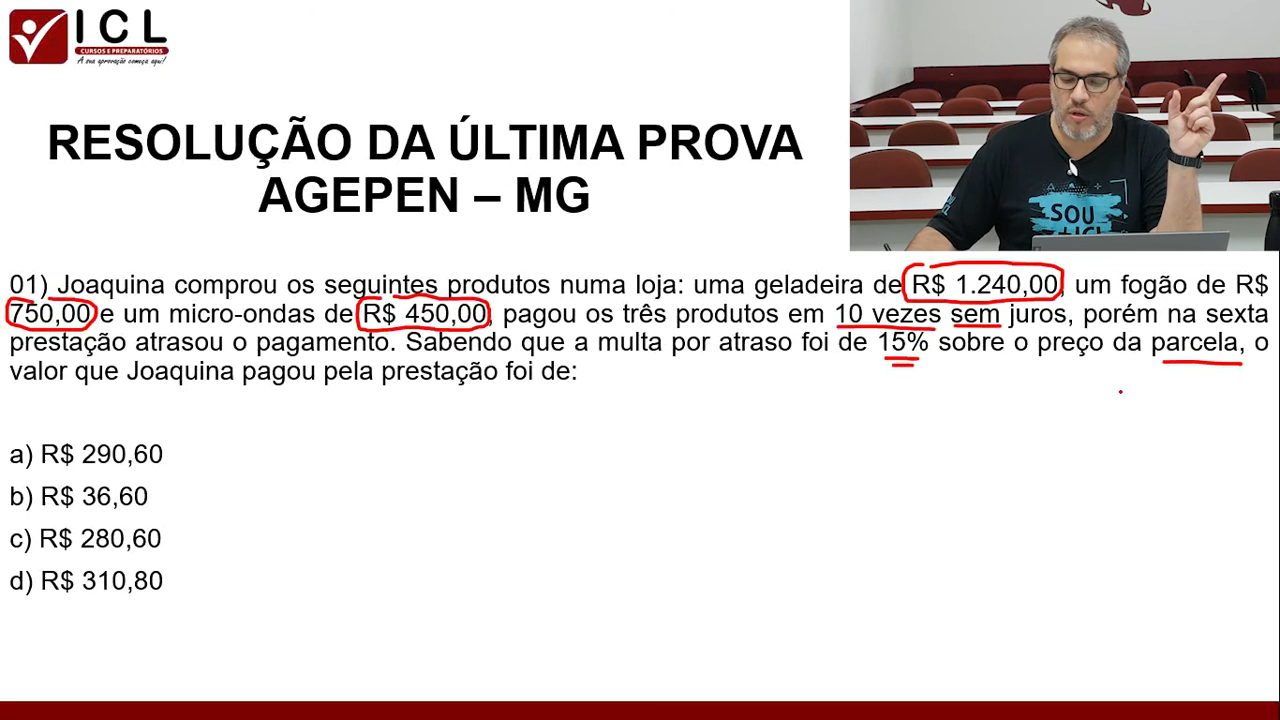 ICL
CURSOS E PREPARATÓRIOS
A sua aprovação começa aqui!
RESOLUÇÃO DA ÚLTIMA PROVA
AGEPEN – MG
SOU
+ICL
01) Joaquina comprou os seguintes produtos numa loja: uma geladeira de R$ 1.240,00, um fogão de R$
750,00 e um micro-ondas de R$ 450,00, pagou os três produtos em 10 vezes sem juros, porém na sexta
prestação atrasou o pagamento. Sabendo que a multa por atraso foi de 15% sobre o preço da parcela, o
valor que Joaquina pagou pela prestação foi de:
a) R$ 290,60
b) R$ 36,60
c) R$ 280,60
d) R$ 310,80